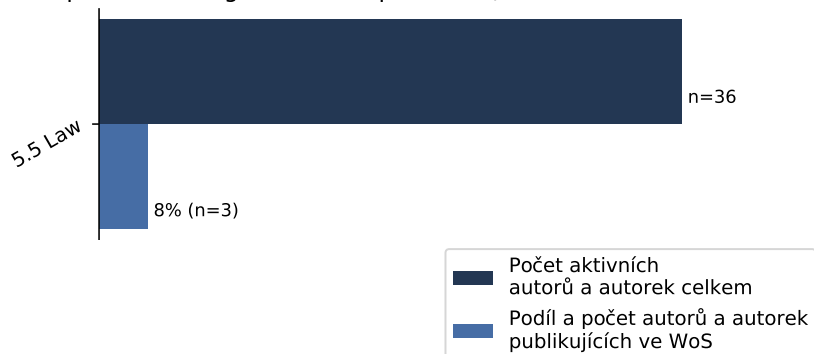 n=36
5.5 Law
8% (n=3)
Počet aktivních
autorů a autorek celkem
Podíl a počet autorů a autorek
publikujících ve WoS